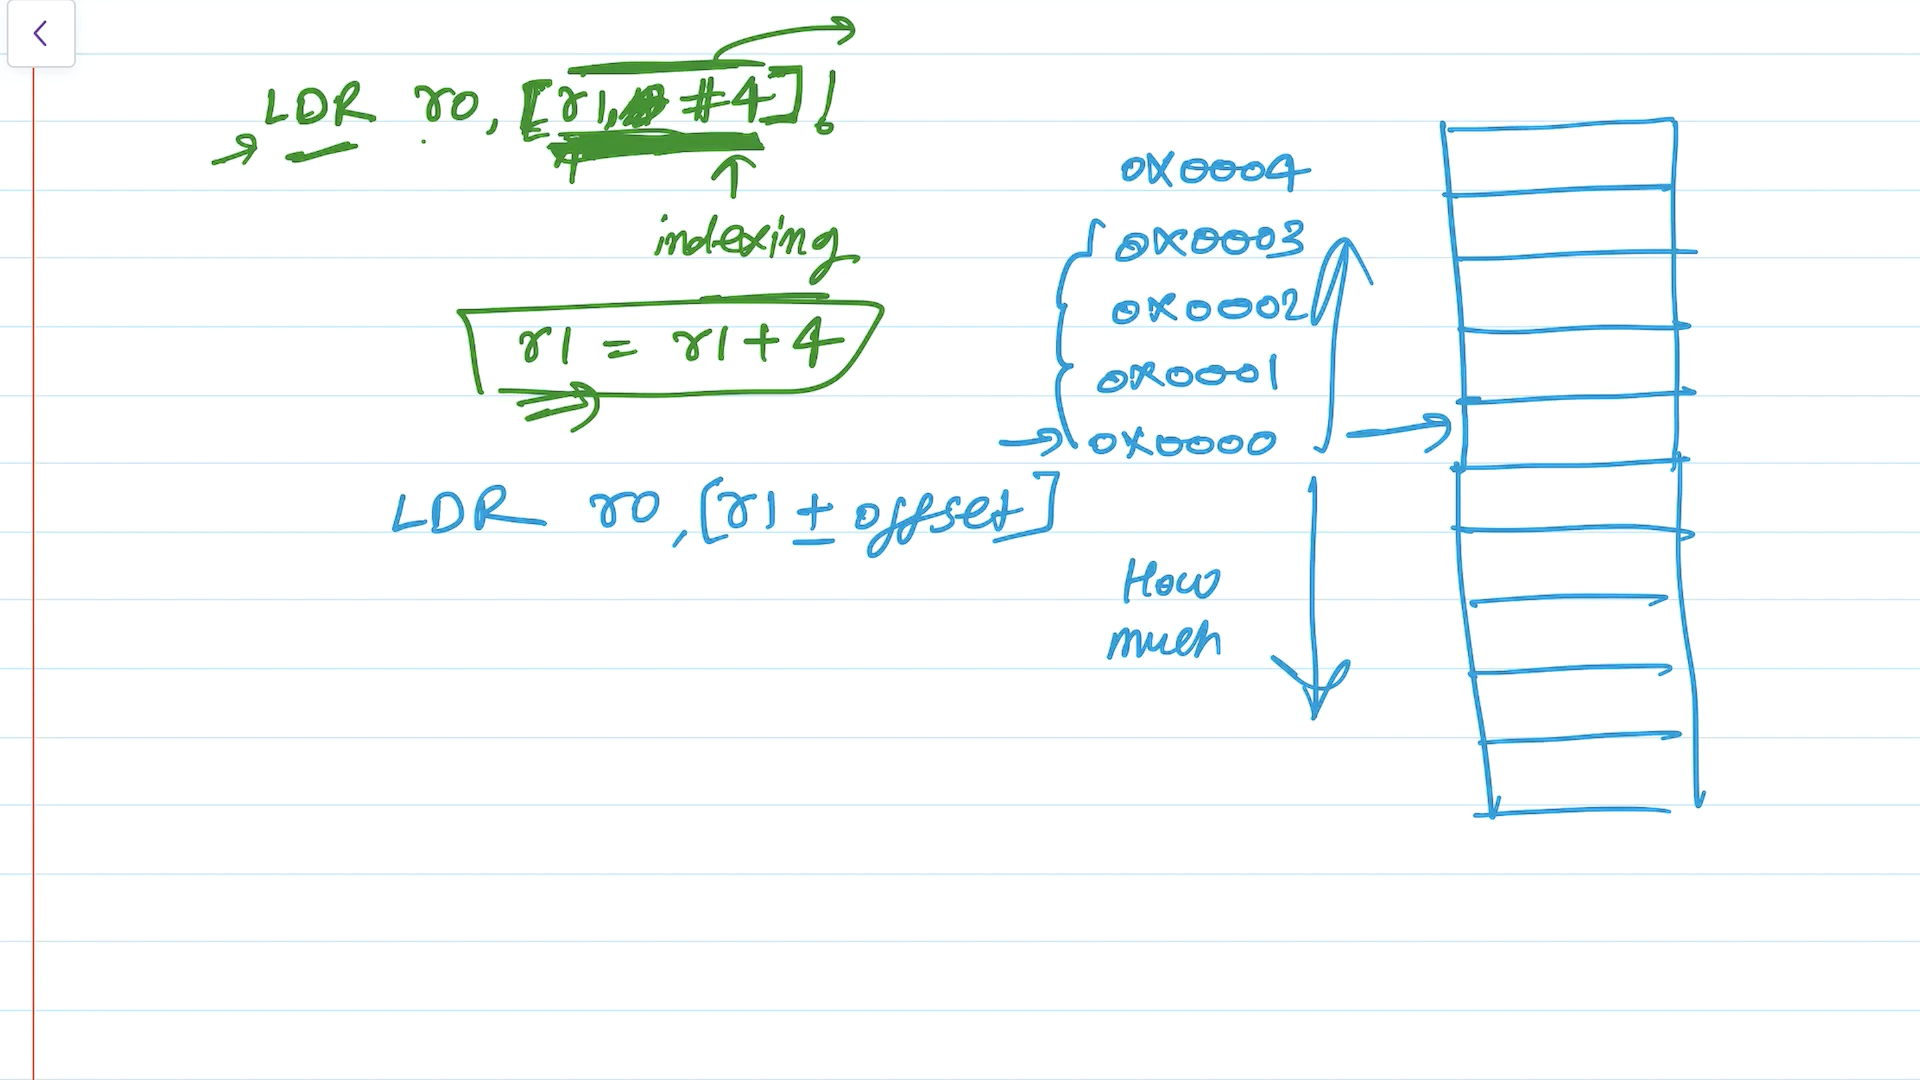 LDR r0, [r1, #4]!
indexing
r1 = r1 + 4
0x0004
0x0003
0x0002
0x0001
0x0000
LDR r0, [r1 ± offset]
How
much